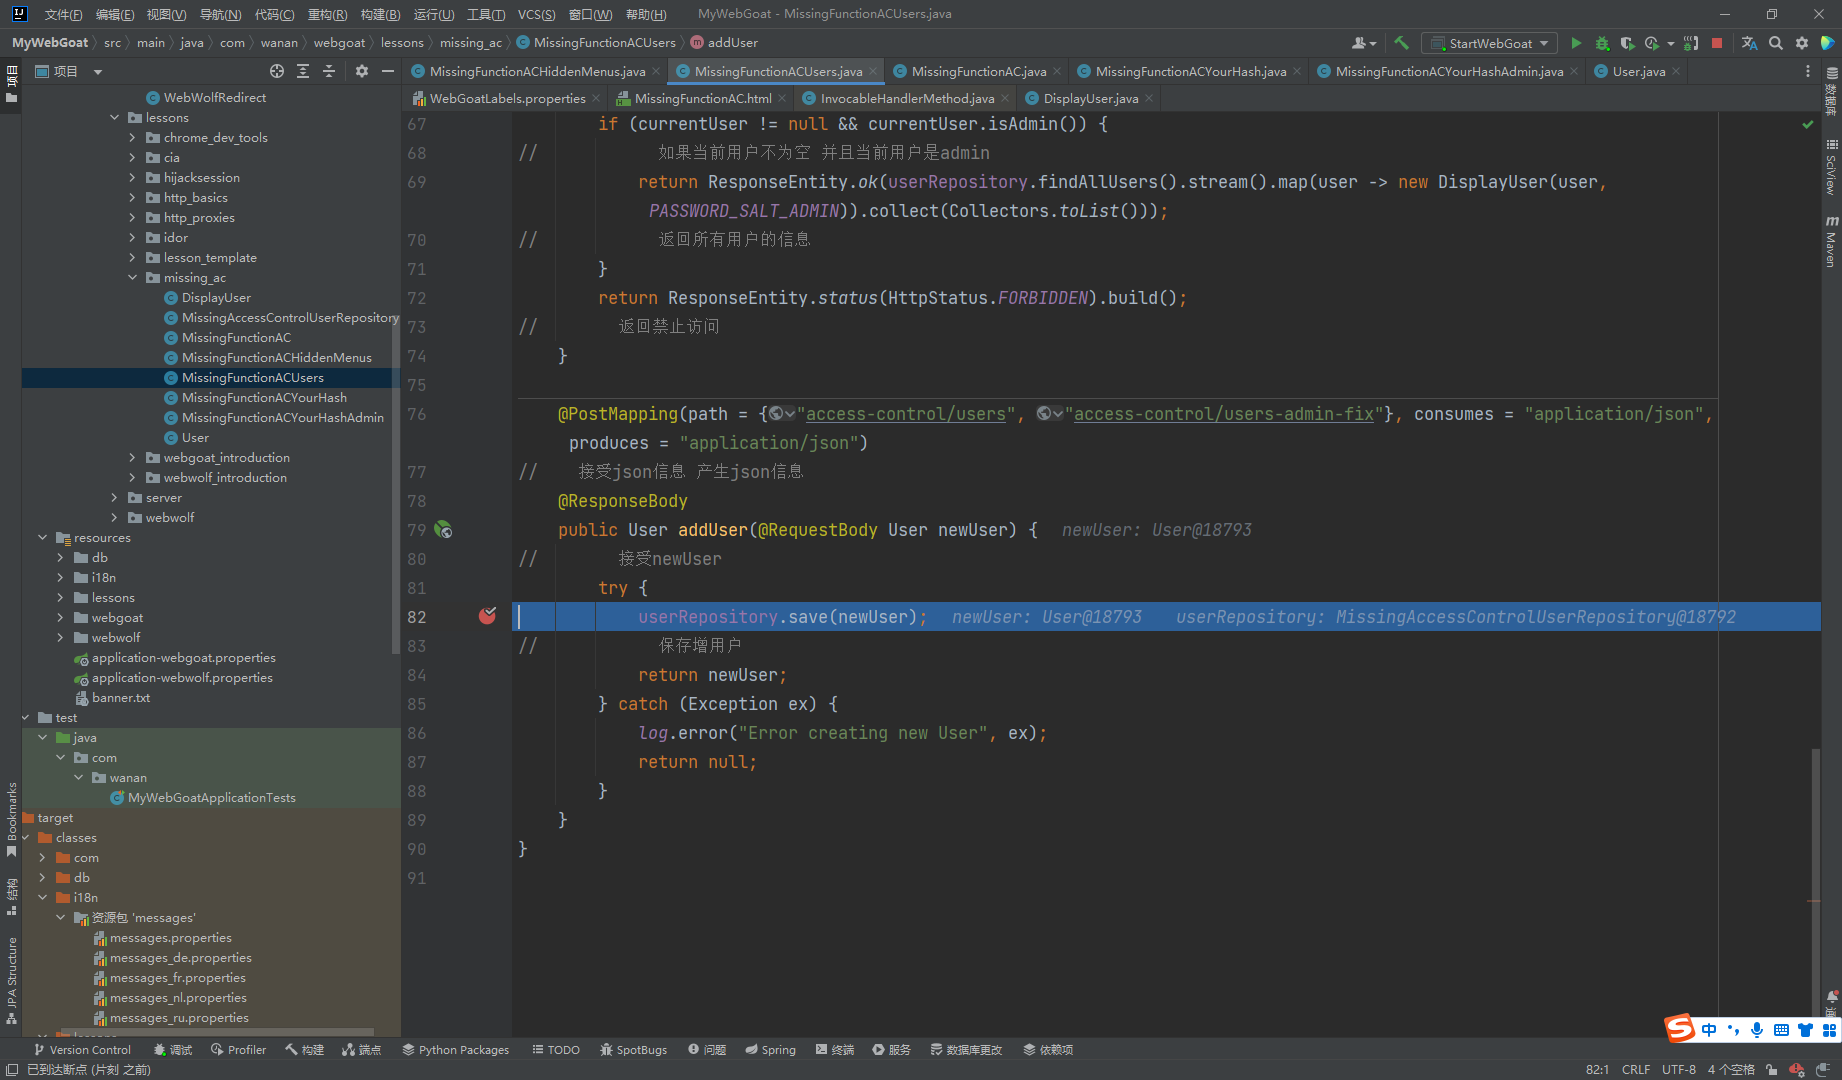 文件(F) 编辑(E) 视图(V) 导航(N) 代码(C) 重构(R) 构建(B) 运行(U) 工具(T) VCS(S) 窗口(W) 帮助(H) MyWebGoat - MissingFunctionACUsers.java
MyWebGoat src main java com wanan webgoat lessons missing_ac MissingFunctionACUsers addUser StartWebGoat
项目
MissingFunctionACHiddenMenus.java MissingFunctionACUsers.java MissingFunctionAC.java MissingFunctionACYourHash.java MissingFunctionACYourHashAdmin.java User.java
WebGoatLabels.properties MissingFunctionAC.html InvocableHandlerMethod.java DisplayUser.java
项目
WebWolfRedirect
lessons
chrome_dev_tools
cia
hijacksession
http_basics
http_proxies
idor
lesson_template
missing_ac
DisplayUser
MissingAccessControlUserRepository
MissingFunctionAC
MissingFunctionACHiddenMenus
MissingFunctionACUsers
MissingFunctionACYourHash
MissingFunctionACYourHashAdmin
User
webgoat_introduction
webwolf_introduction
server
webwolf
resources
db
i18n
lessons
webgoat
webwolf
application-webgoat.properties
application-webwolf.properties
banner.txt
test
java
com
wanan
MyWebGoatApplicationTests
target
classes
com
db
i18n
资源包 'messages'
messages.properties
messages_de.properties
messages_fr.properties
messages_nl.properties
messages_ru.properties
Bookmarks
结构
JPA Structure
67 if (currentUser != null && currentUser.isAdmin()) {
68 // 如果当前用户不为空 并且当前用户是admin
69 return ResponseEntity.ok(userRepository.findAllUsers().stream().map(user -> new DisplayUser(user,
PASSWORD_SALT_ADMIN)).collect(Collectors.toList()));
70 // 返回所有用户的信息
71 }
72 return ResponseEntity.status(HttpStatus.FORBIDDEN).build();
73 // 返回禁止访问
74 }
75
76 @PostMapping(path = {"access-control/users", "access-control/users-admin-fix"}, consumes = "application/json",
produces = "application/json")
77 // 接受json信息 产生json信息
78 @ResponseBody
79 public User addUser(@RequestBody User newUser) { newUser: User@18793
80 // 接受newUser
81 try {
82 userRepository.save(newUser); newUser: User@18793 userRepository: MissingAccessControlUserRepository@18792
83 // 保存增用户
84 return newUser;
85 } catch (Exception ex) {
86 log.error("Error creating new User", ex);
87 return null;
88 }
89 }
90 }
91
数据库
SciView
m Maven
中
Version Control 调试 Profiler 构建 端点 Python Packages TODO SpotBugs 问题 Spring 终端 服务 数据库更改 依赖项
已到达断点 (片刻 之前) 82:1 CRLF UTF-8 4 个空格